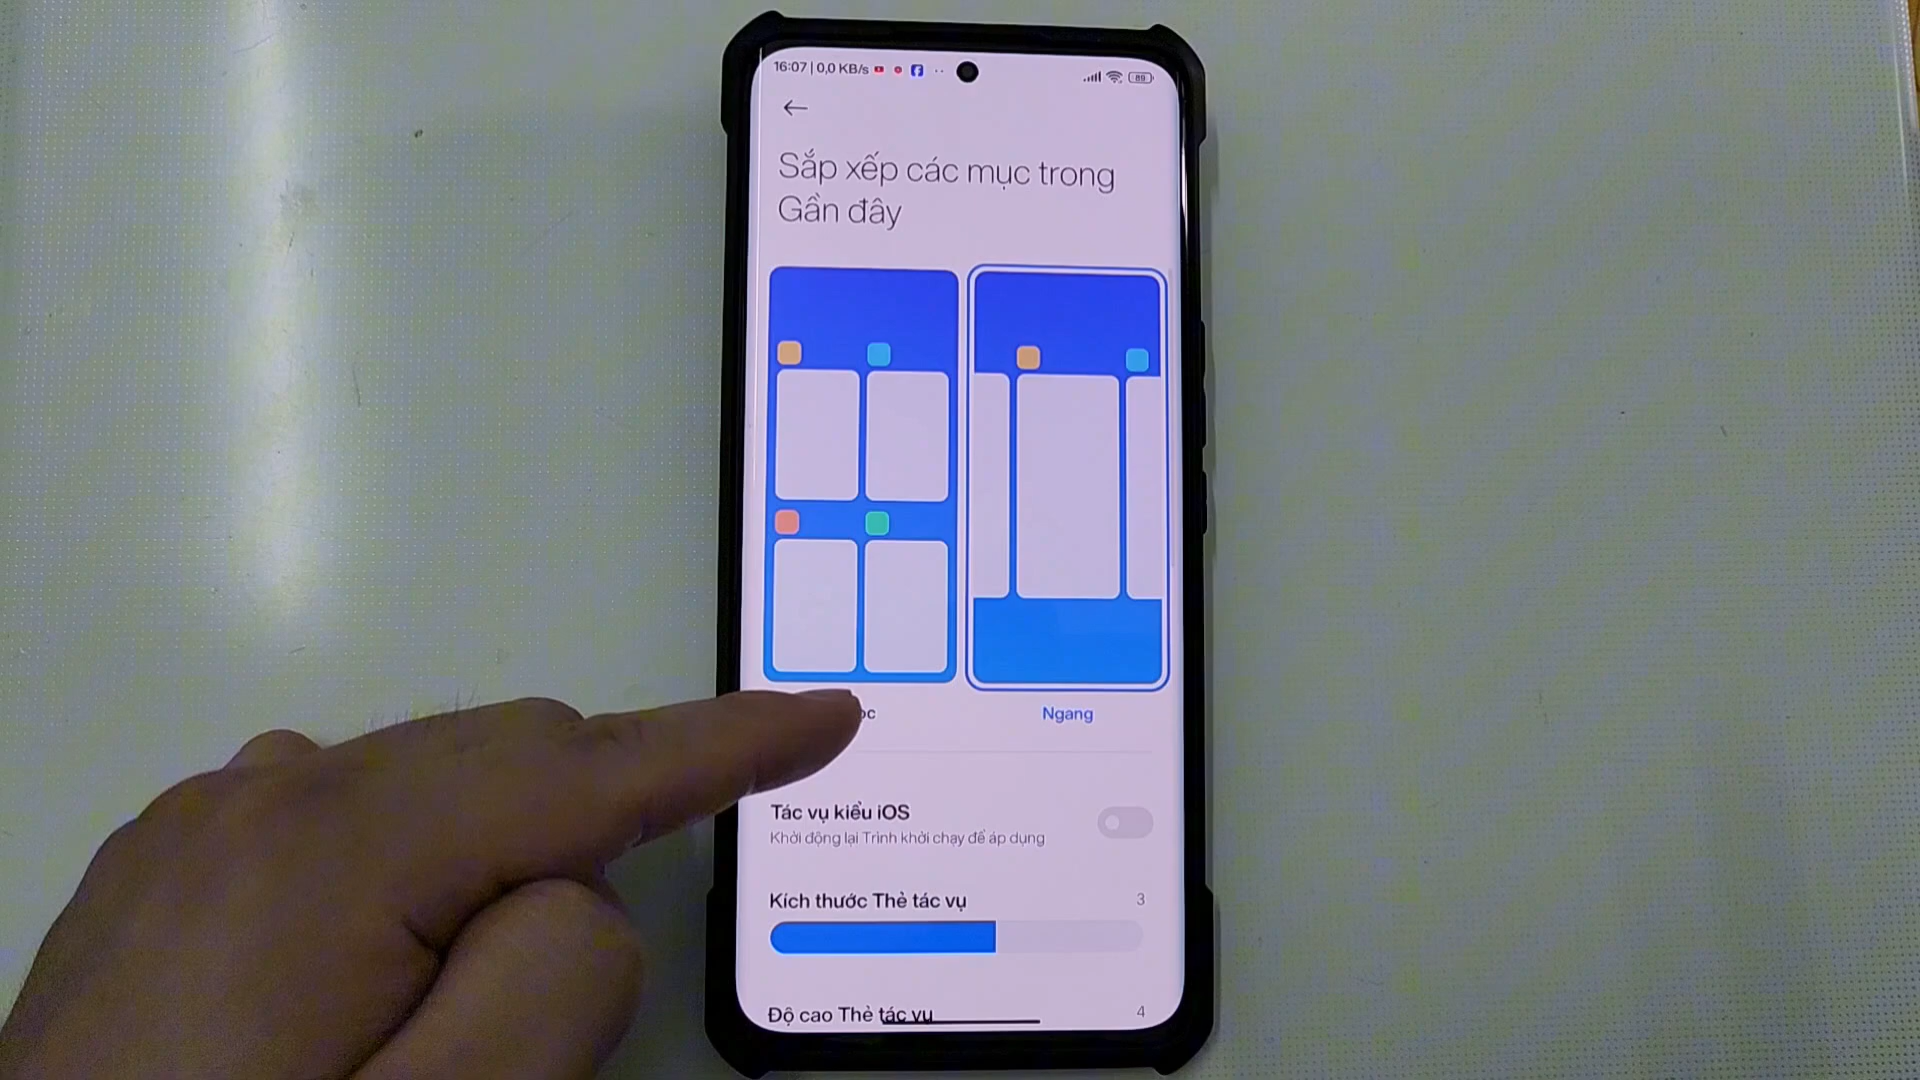 16:07 | 0,0 KB/s
89
Sắp xếp các mục trong
Gần đây
Ngang
Tác vụ kiểu iOS
Khởi động lại Trình khởi chạy để áp dụng
Kích thước Thẻ tác vụ 3
Độ cao Thẻ tác vụ 4